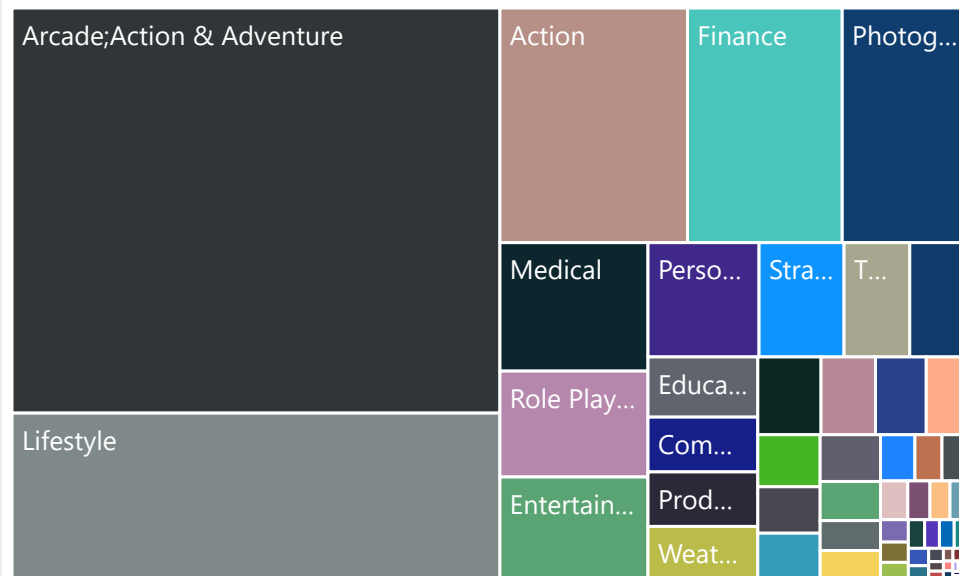 Arcade;Action & Adventure
Action
Finance
Photog...
Medical
Perso...
Stra...
T...
Role Play...
Educa...
Lifestyle
Com...
Entertain...
Prod...
Weat...